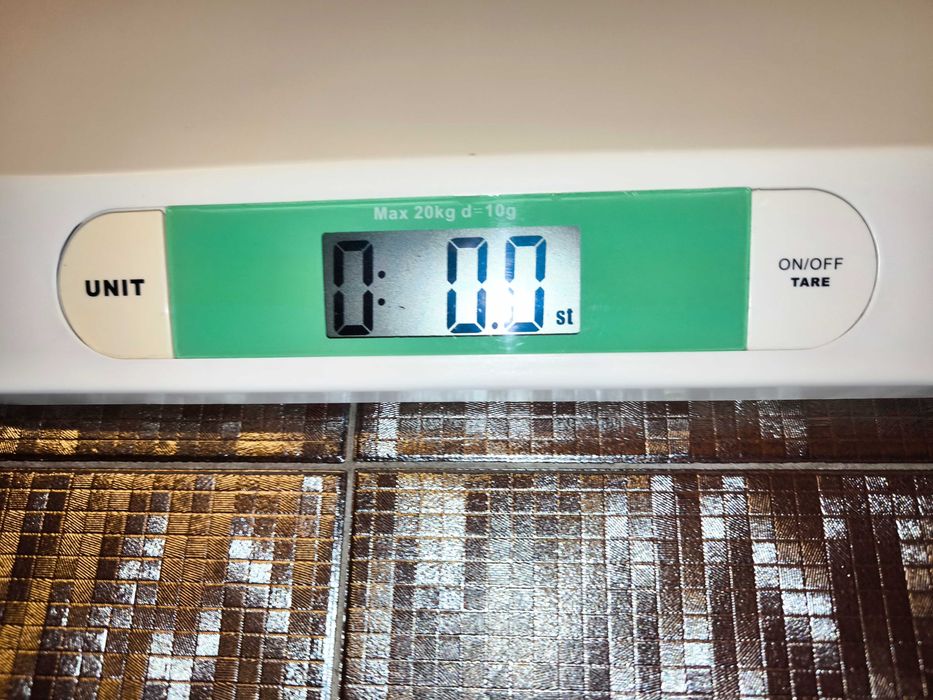 Max 20kg d=10g
UNIT
0: 0.0 st
ON/OFF
TARE